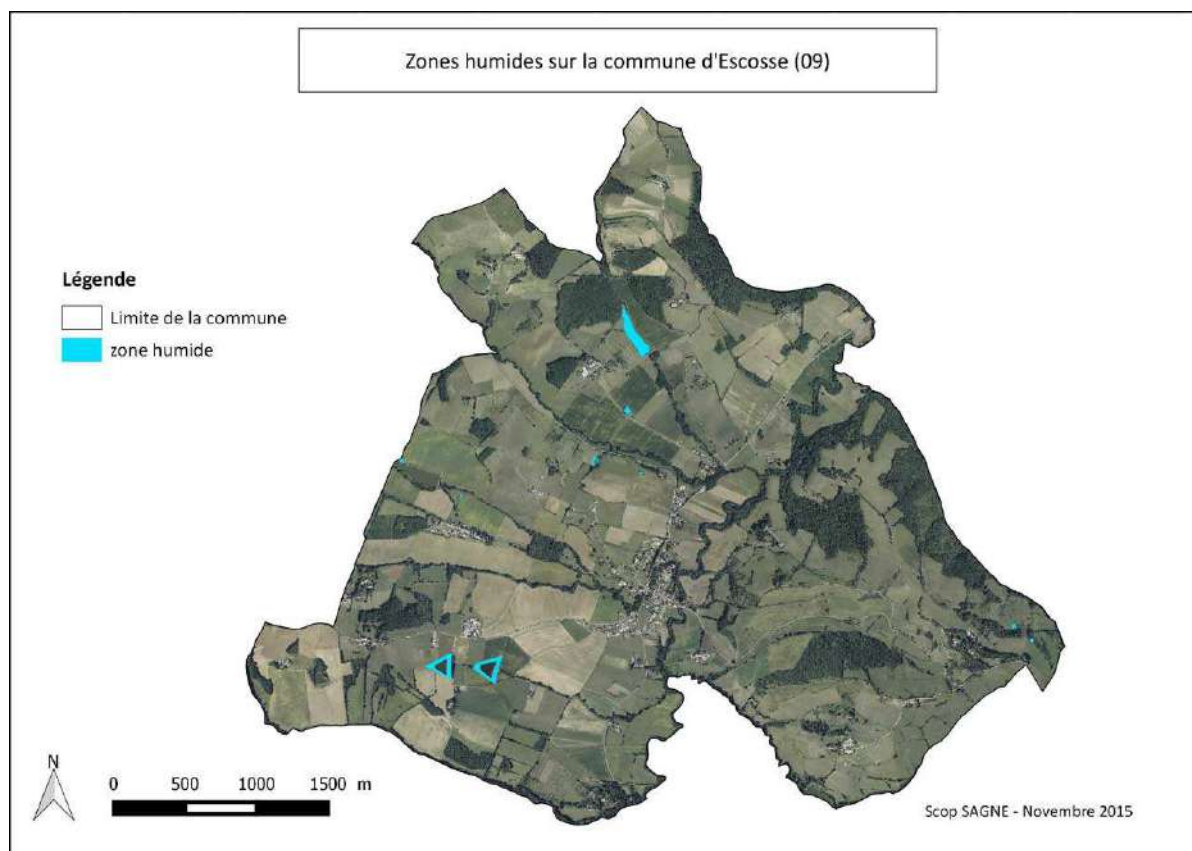 Zones humides sur la commune d'Escosse (09)
Légende
Limite de la commune
zone humide
N
0 500 1000 1500 m
Scop SAGNE - Novembre 2015